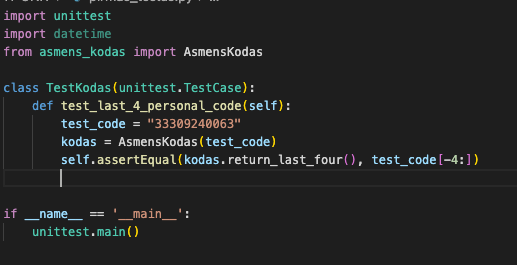 import unittest
import datetime
from asmens_kodas import AsmensKodas
class TestKodas(unittest.TestCase):
def test_last_4_personal_code(self):
test_code = "33309240063"
kodas = AsmensKodas(test_code)
self.assertEqual(kodas.return_last_four(), test_code[-4:])
if __name__ == '__main__':
unittest.main()